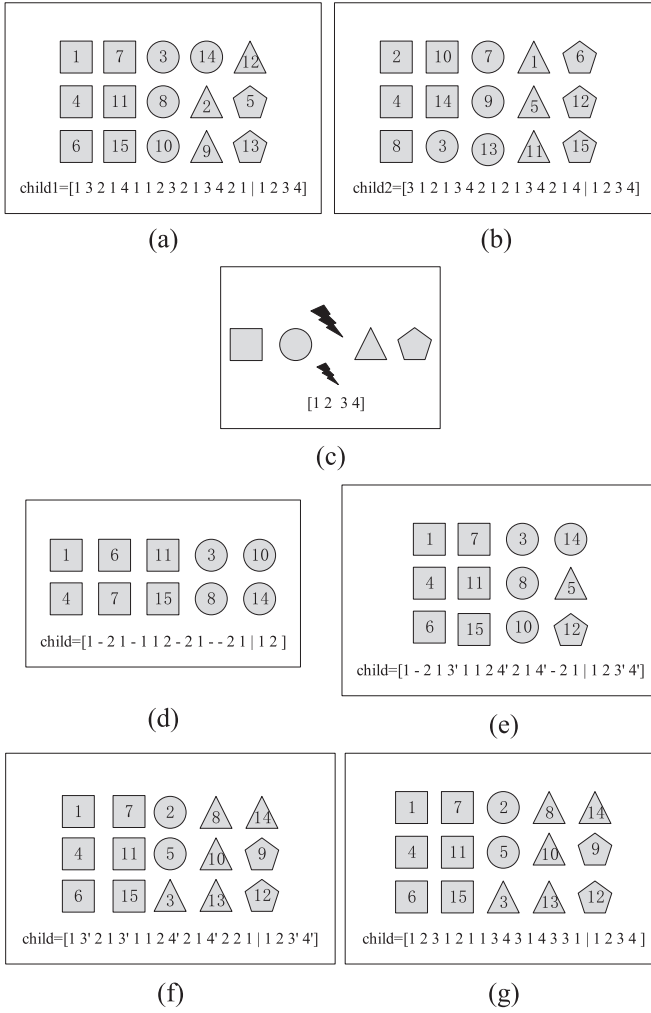 1 7 3 14 12
4 11 8 2 5
6 15 10 9 13
child1=[1 3 2 1 4 1 1 2 3 2 1 3 4 2 1 | 1 2 3 4]
(a)
2 10 7 1 6
4 14 9 5 12
8 3 13 11 15
child2=[3 1 2 1 3 4 2 1 2 1 3 4 2 1 4 | 1 2 3 4]
(b)
[1 2 3 4]
(c)
1 6 11 3 10
4 7 15 8 14
child=[1 - 2 1 - 1 1 2 - 2 1 - - 2 1 | 1 2 ]
(d)
1 7 3 14
4 11 8 5
6 15 10 12
child=[1 - 2 1 3' 1 1 2 4' 2 1 4' - 2 1 | 1 2 3' 4']
(e)
1 7 2 8 14
4 11 5 10 9
6 15 3 13 12
child=[1 3' 2 1 3' 1 1 2 4' 2 1 4' 2 2 1 | 1 2 3' 4']
(f)
1 7 2 8 14
4 11 5 10 9
6 15 3 13 12
child=[1 2 3 1 2 1 1 3 4 3 1 4 3 3 1 | 1 2 3 4 ]
(g)